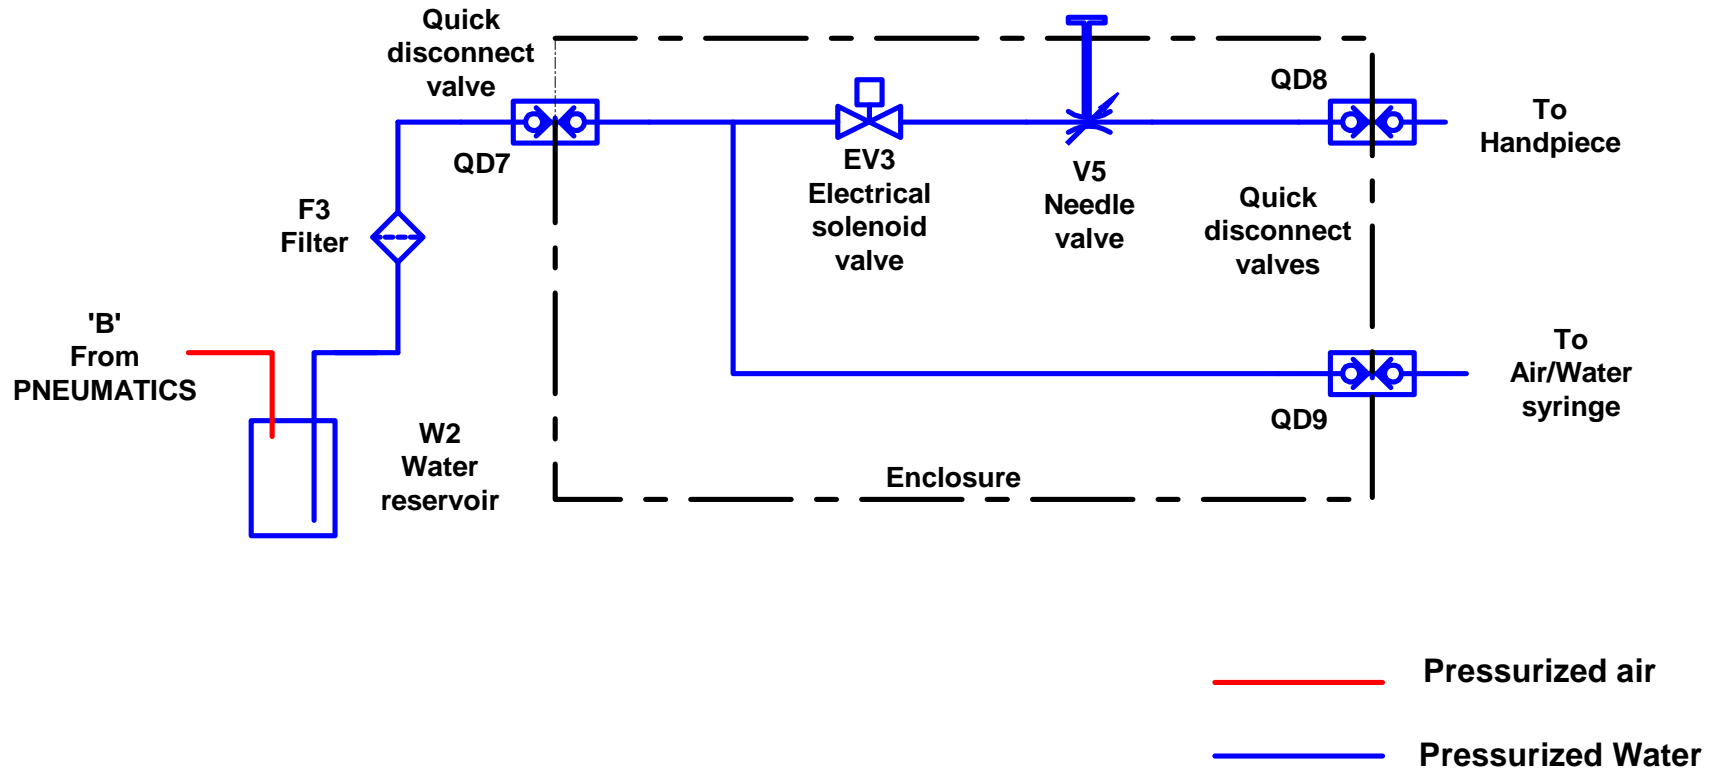 Quick
disconnect
valve
QD7
F3
Filter
'B'
From
PNEUMATICS
W2
Water
reservoir
EV3
Electrical
solenoid
valve
V5
Needle
valve
QD8
Quick
disconnect
valves
To
Handpiece
To
Air/Water
syringe
QD9
Enclosure
Pressurized air
Pressurized Water